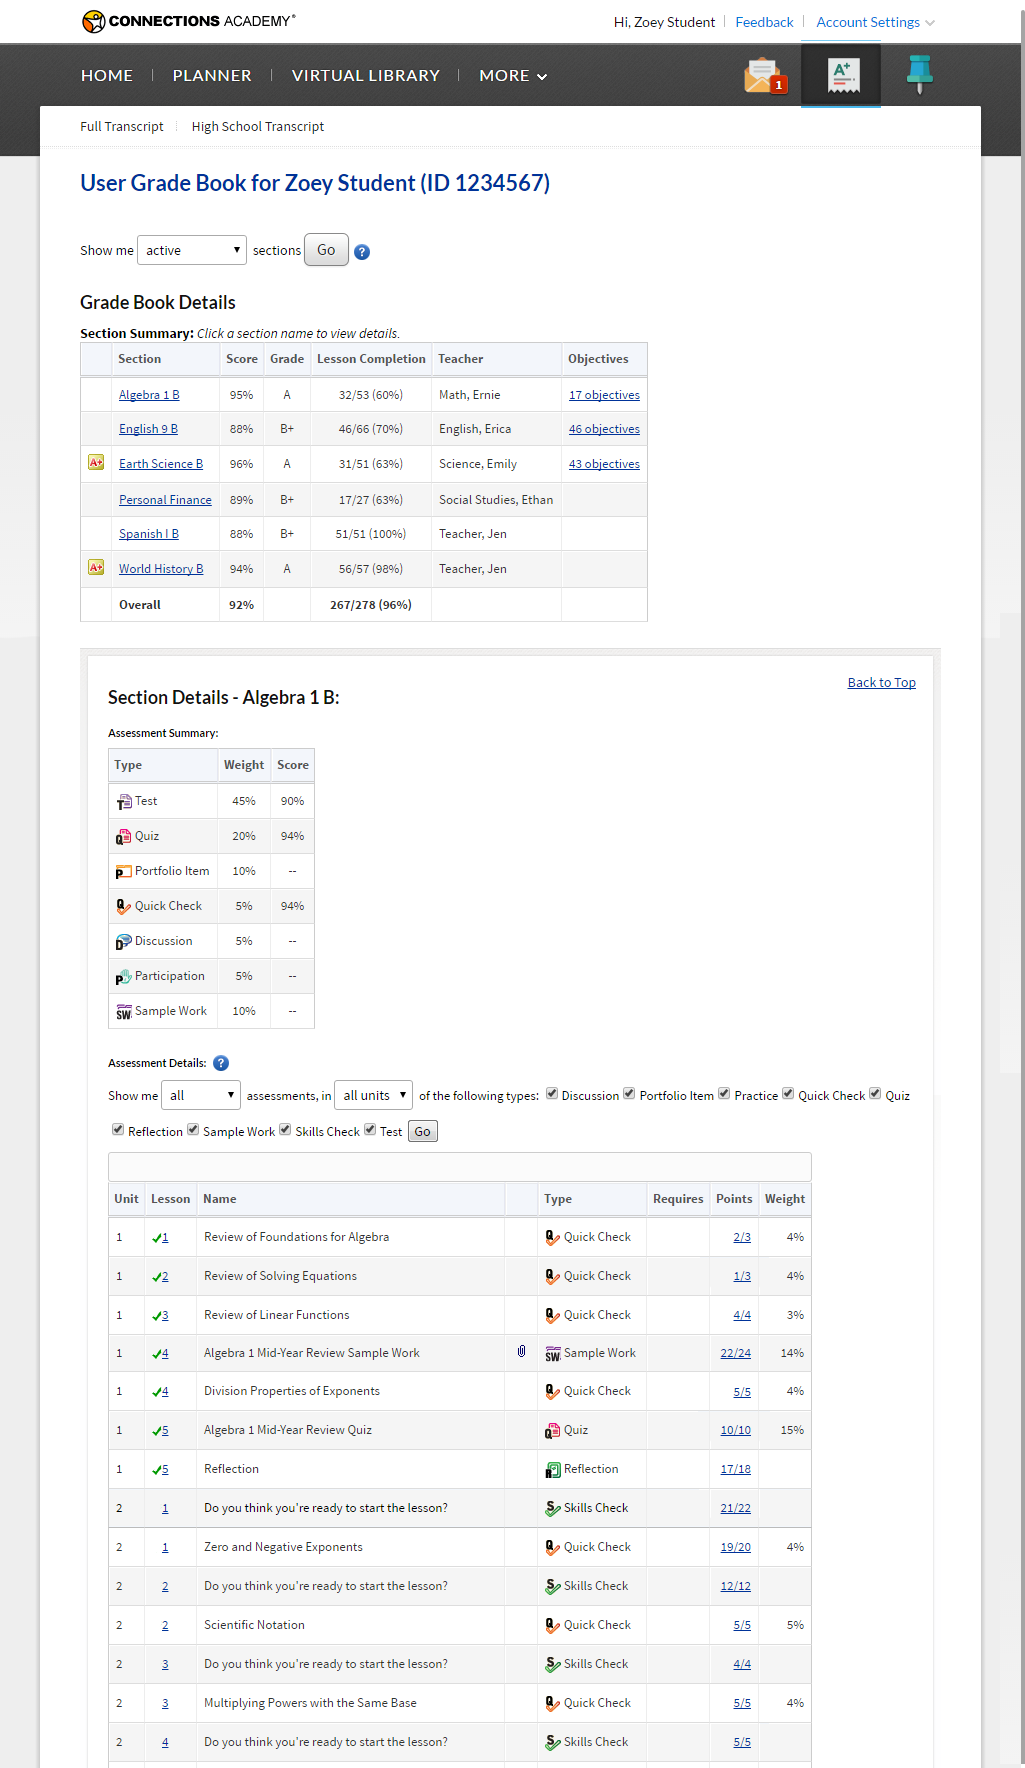 CONNECTIONS ACADEMY®
Hi, Zoey Student Feedback Account Settings
HOME PLANNER VIRTUAL LIBRARY MORE 1 A+
Full Transcript High School Transcript
User Grade Book for Zoey Student (ID 1234567)
Show me active sections Go ?
Grade Book Details
Section Summary: Click a section name to view details.
Section Score Grade Lesson Completion Teacher Objectives
Algebra 1 B 95% A 32/53 (60%) Math, Ernie 17 objectives
English 9 B 88% B+ 46/66 (70%) English, Erica 46 objectives
A+ Earth Science B 96% A 31/51 (63%) Science, Emily 43 objectives
Personal Finance 89% B+ 17/27 (63%) Social Studies, Ethan
Spanish I B 88% B+ 51/51 (100%) Teacher, Jen
A+ World History B 94% A 56/57 (98%) Teacher, Jen
Overall 92% 267/278 (96%)
Back to Top
Section Details - Algebra 1 B:
Assessment Summary:
Type Weight Score
T Test 45% 90%
Q Quiz 20% 94%
P Portfolio Item 10% --
Q Quick Check 5% 94%
D Discussion 5% --
P Participation 5% --
SW Sample Work 10% --
Assessment Details: ?
Show me all assessments, in all units of the following types: Discussion Portfolio Item Practice Quick Check Quiz
Reflection Sample Work Skills Check Test Go
Unit Lesson Name Type Requires Points Weight
1 1 Review of Foundations for Algebra Q Quick Check 2/3 4%
1 2 Review of Solving Equations Q Quick Check 1/3 4%
1 3 Review of Linear Functions Q Quick Check 4/4 3%
1 4 Algebra 1 Mid-Year Review Sample Work SW Sample Work 22/24 14%
1 4 Division Properties of Exponents Q Quick Check 5/5 4%
1 5 Algebra 1 Mid-Year Review Quiz Q Quiz 10/10 15%
1 5 Reflection R Reflection 17/18
2 1 Do you think you're ready to start the lesson? S Skills Check 21/22
2 1 Zero and Negative Exponents Q Quick Check 19/20 4%
2 2 Do you think you're ready to start the lesson? S Skills Check 12/12
2 2 Scientific Notation Q Quick Check 5/5 5%
2 3 Do you think you're ready to start the lesson? S Skills Check 4/4
2 3 Multiplying Powers with the Same Base Q Quick Check 5/5 4%
2 4 Do you think you're ready to start the lesson? S Skills Check 5/5